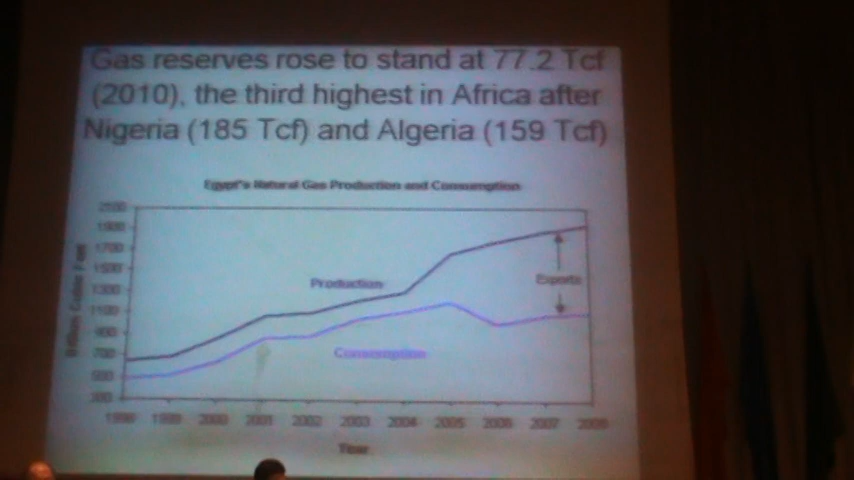 Gas reserves rose to stand at 77.2 Tcf
(2010), the third highest in Africa after
Nigeria (185 Tcf) and Algeria (159 Tcf)
Egypt's Natural Gas Production and Consumption
2100
1900
1700
1500
1300
1100
900
700
500
300
Billion Cubic Feet
Production
Exports
Consumption
1998 1999 2000 2001 2002 2003 2004 2005 2006 2007 2008
Year